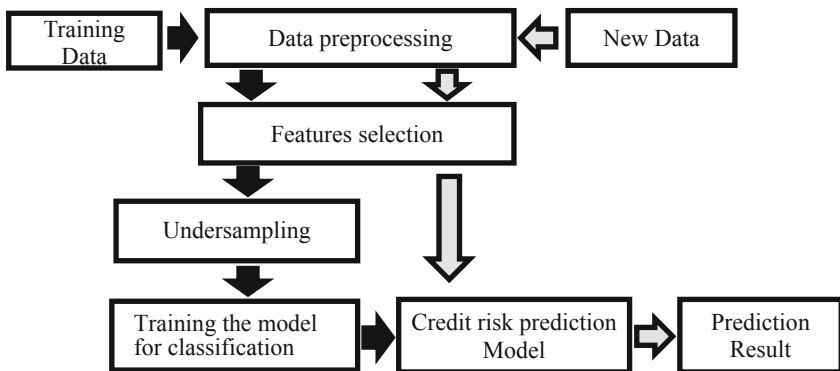 Training
Data
Data preprocessing
New Data
Features selection
Undersampling
Training the model
for classification
Credit risk prediction
Model
Prediction
Result